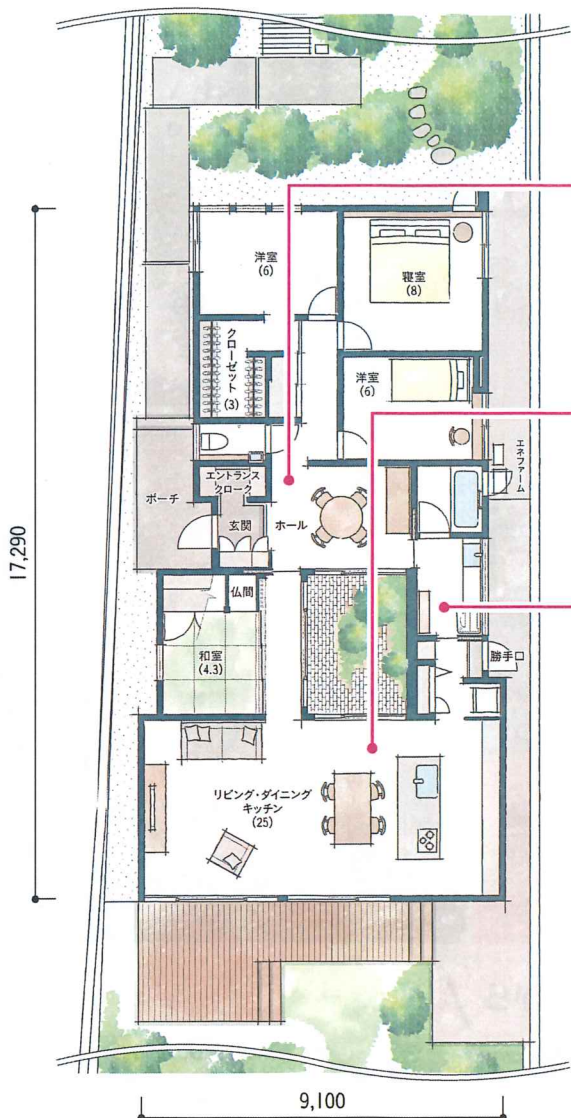 洋室
(6)
寝室
(8)
クローゼット
(3)
洋室
(6)
エネファーム
エントランス
クローク
ポーチ
玄関
ホール
仏間
和室
(4.3)
勝手口
リビング・ダイニング
キッチン
(25)
17,290
9,100